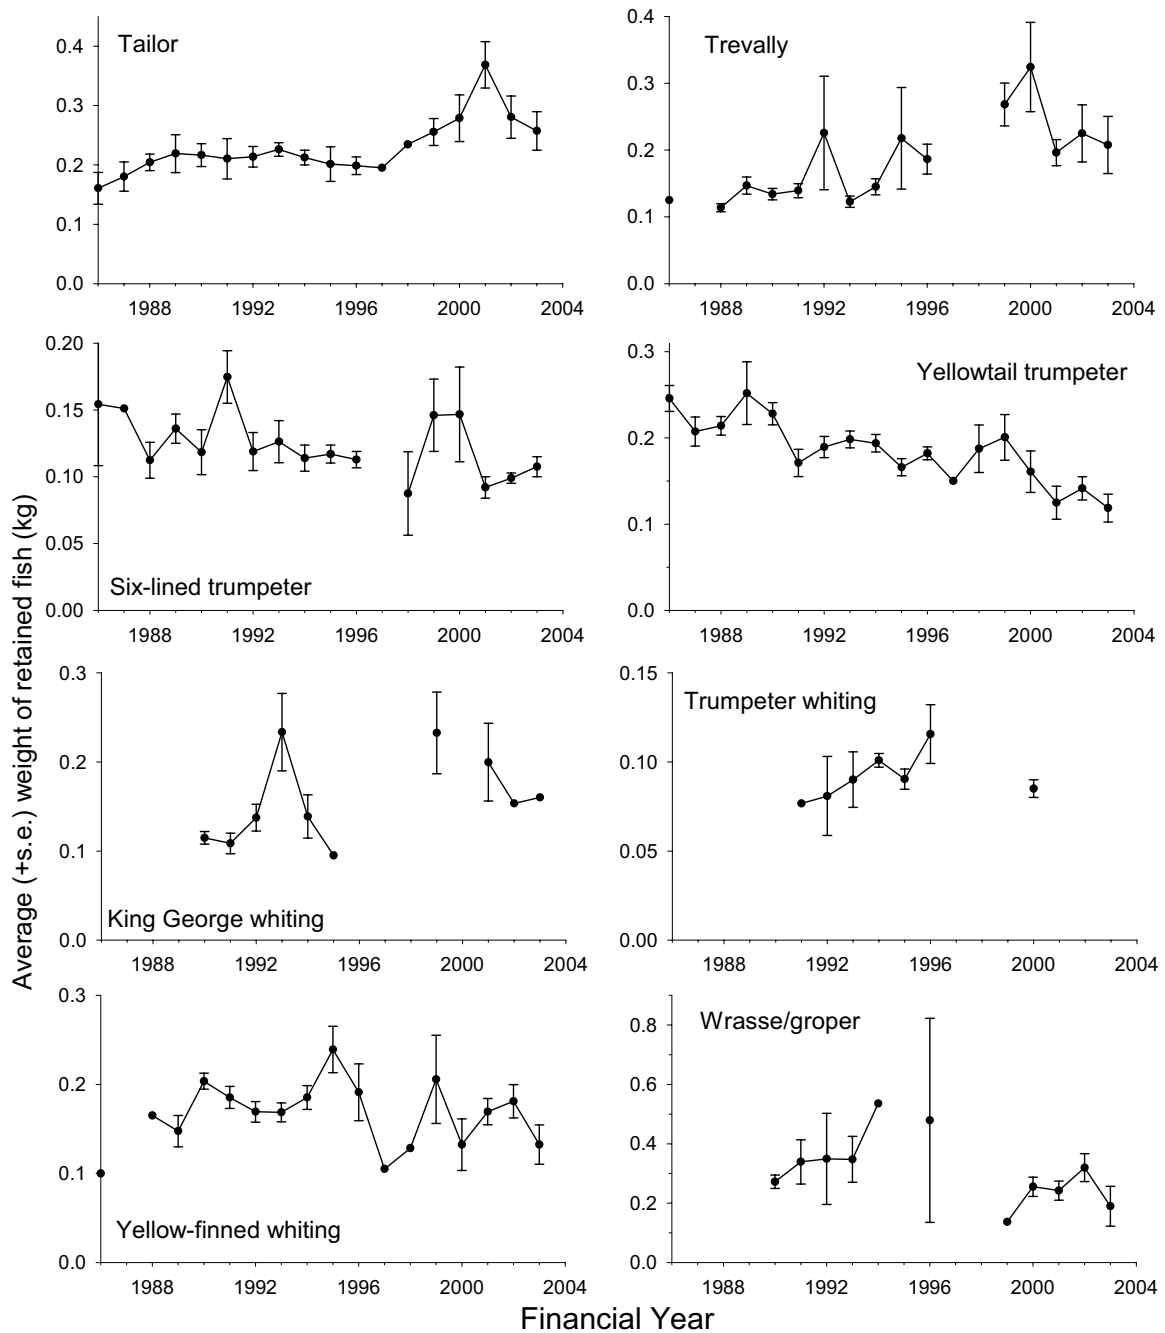 Tailor
0.4
0.3
0.2
0.1
0.0
1988 1992 1996 2000 2004
Trevally
0.4
0.3
0.2
0.1
0.0
1988 1992 1996 2000 2004
0.20
0.15
0.10
0.05
0.00
Six-lined trumpeter
1988 1992 1996 2000 2004
Yellowtail trumpeter
0.3
0.2
0.1
0.0
1988 1992 1996 2000 2004
Average (+s.e.) weight of retained fish (kg)
0.3
0.2
0.1
0.0
King George whiting
1988 1992 1996 2000 2004
0.15
Trumpeter whiting
0.10
0.05
0.00
1988 1992 1996 2000 2004
0.3
0.2
0.1
0.0
Yellow-finned whiting
1988 1992 1996 2000 2004
Wrasse/groper
0.8
0.6
0.4
0.2
0.0
1988 1992 1996 2000 2004
Financial Year